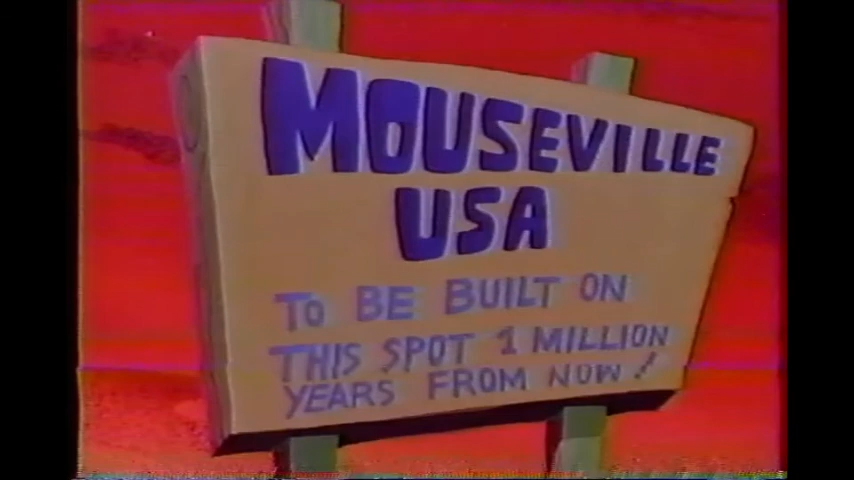 MOUSEVILLE
USA
TO BE BUILT ON
THIS SPOT 1 MILLION
YEARS FROM NOW!